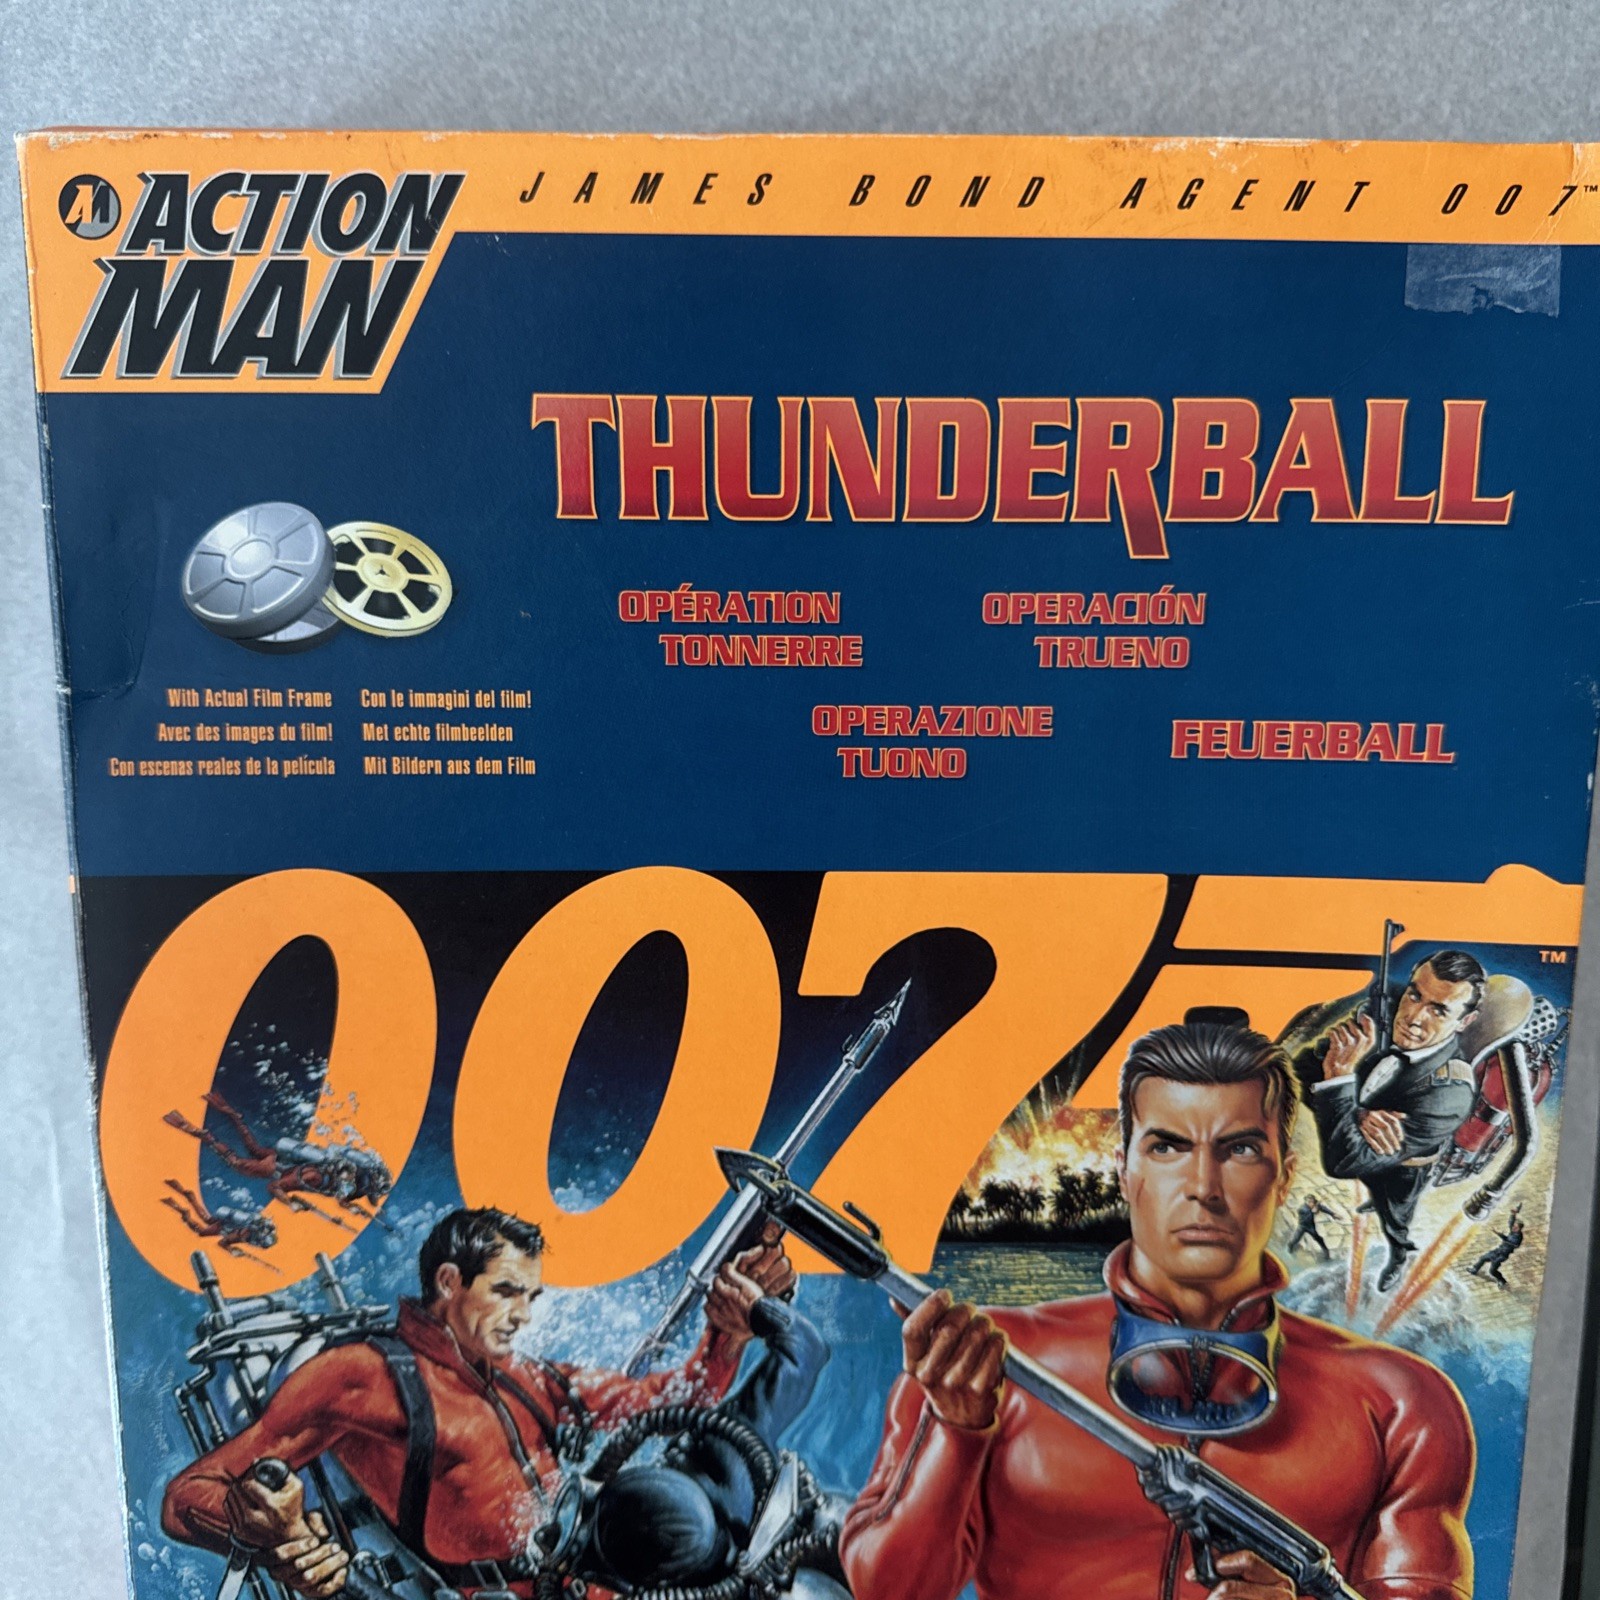 AM ACTION
MAN
JAMES BOND AGENT 007™
THUNDERBALL
OPÉRATION
TONNERRE
OPERACIÓN
TRUENO
OPERAZIONE
TUONO
FEUERBALL
With Actual Film Frame
Avec des images du film!
Con escenas reales de la película
Con le immagini del film!
Met echte filmbeelden
Mit Bildern aus dem Film
007
TM